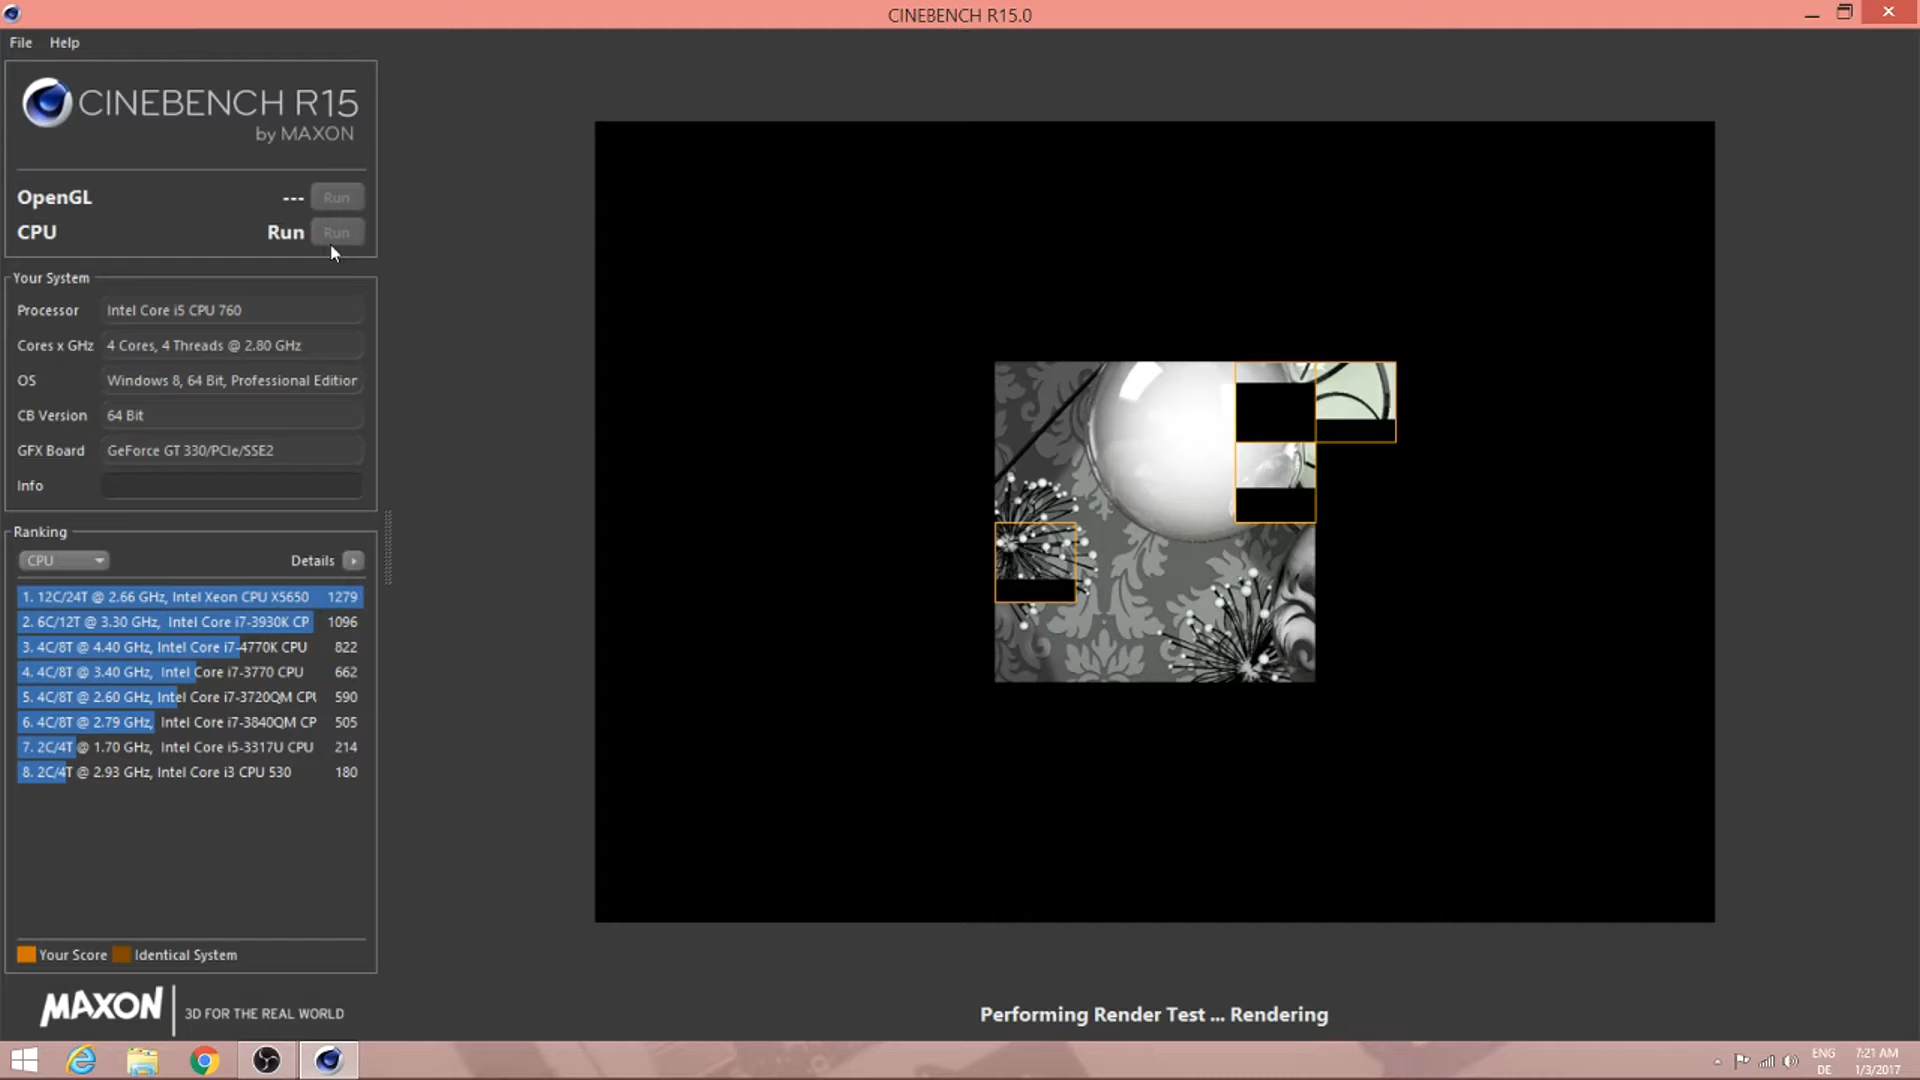 CINEBENCH R15.0
File Help
CINEBENCH R15
by MAXON
OpenGL --- Run
CPU Run Run
Your System
Processor Intel Core i5 CPU 760
Cores x GHz 4 Cores, 4 Threads @ 2.80 GHz
OS Windows 8, 64 Bit, Professional Edition
CB Version 64 Bit
GFX Board GeForce GT 330/PCIe/SSE2
Info
Ranking
CPU Details
1. 12C/24T @ 2.66 GHz, Intel Xeon CPU X5650 1279
2. 6C/12T @ 3.30 GHz, Intel Core i7-3930K CP 1096
3. 4C/8T @ 4.40 GHz, Intel Core i7-4770K CPU 822
4. 4C/8T @ 3.40 GHz, Intel Core i7-3770 CPU 662
5. 4C/8T @ 2.60 GHz, Intel Core i7-3720QM CPU 590
6. 4C/8T @ 2.79 GHz, Intel Core i7-3840QM CP 505
7. 2C/4T @ 1.70 GHz, Intel Core i5-3317U CPU 214
8. 2C/4T @ 2.93 GHz, Intel Core i3 CPU 530 180
Your Score Identical System
MAXON 3D FOR THE REAL WORLD
Performing Render Test ... Rendering
ENG 7:21 AM
DE 1/3/2017